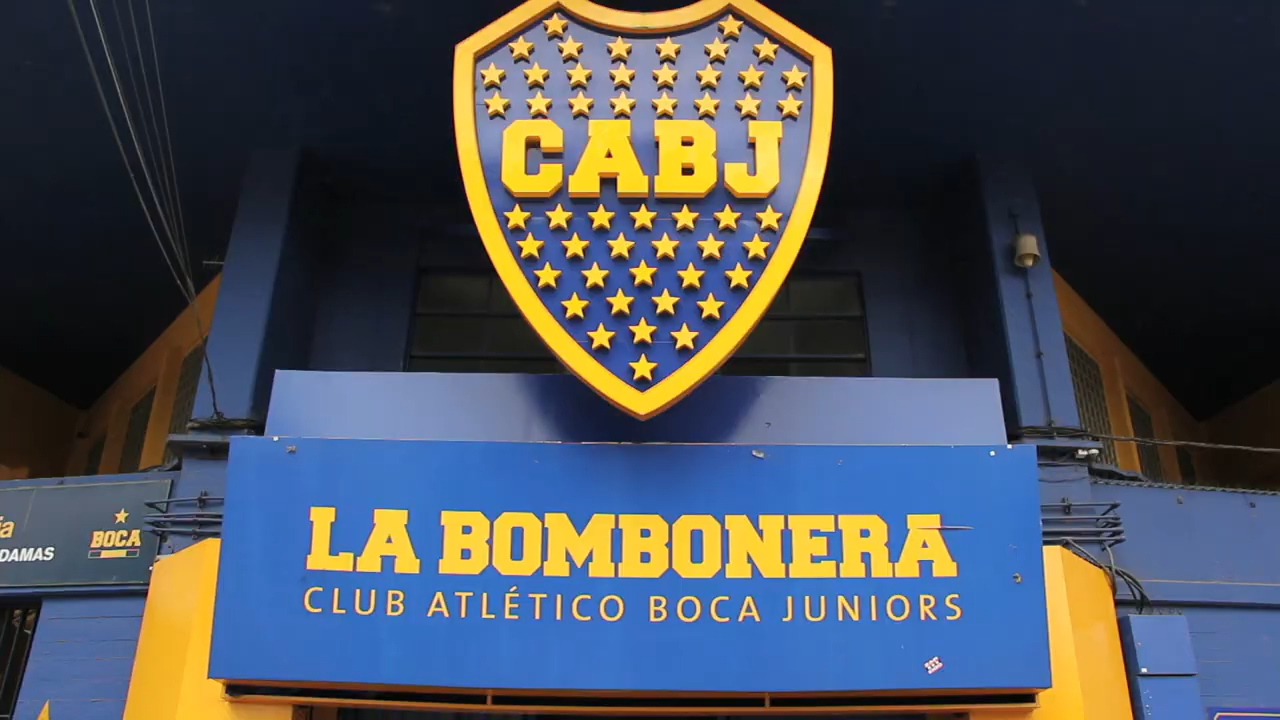 CABJ
LA BOMBONERA
CLUB ATLÉTICO BOCA JUNIORS
DAMAS
BOCA